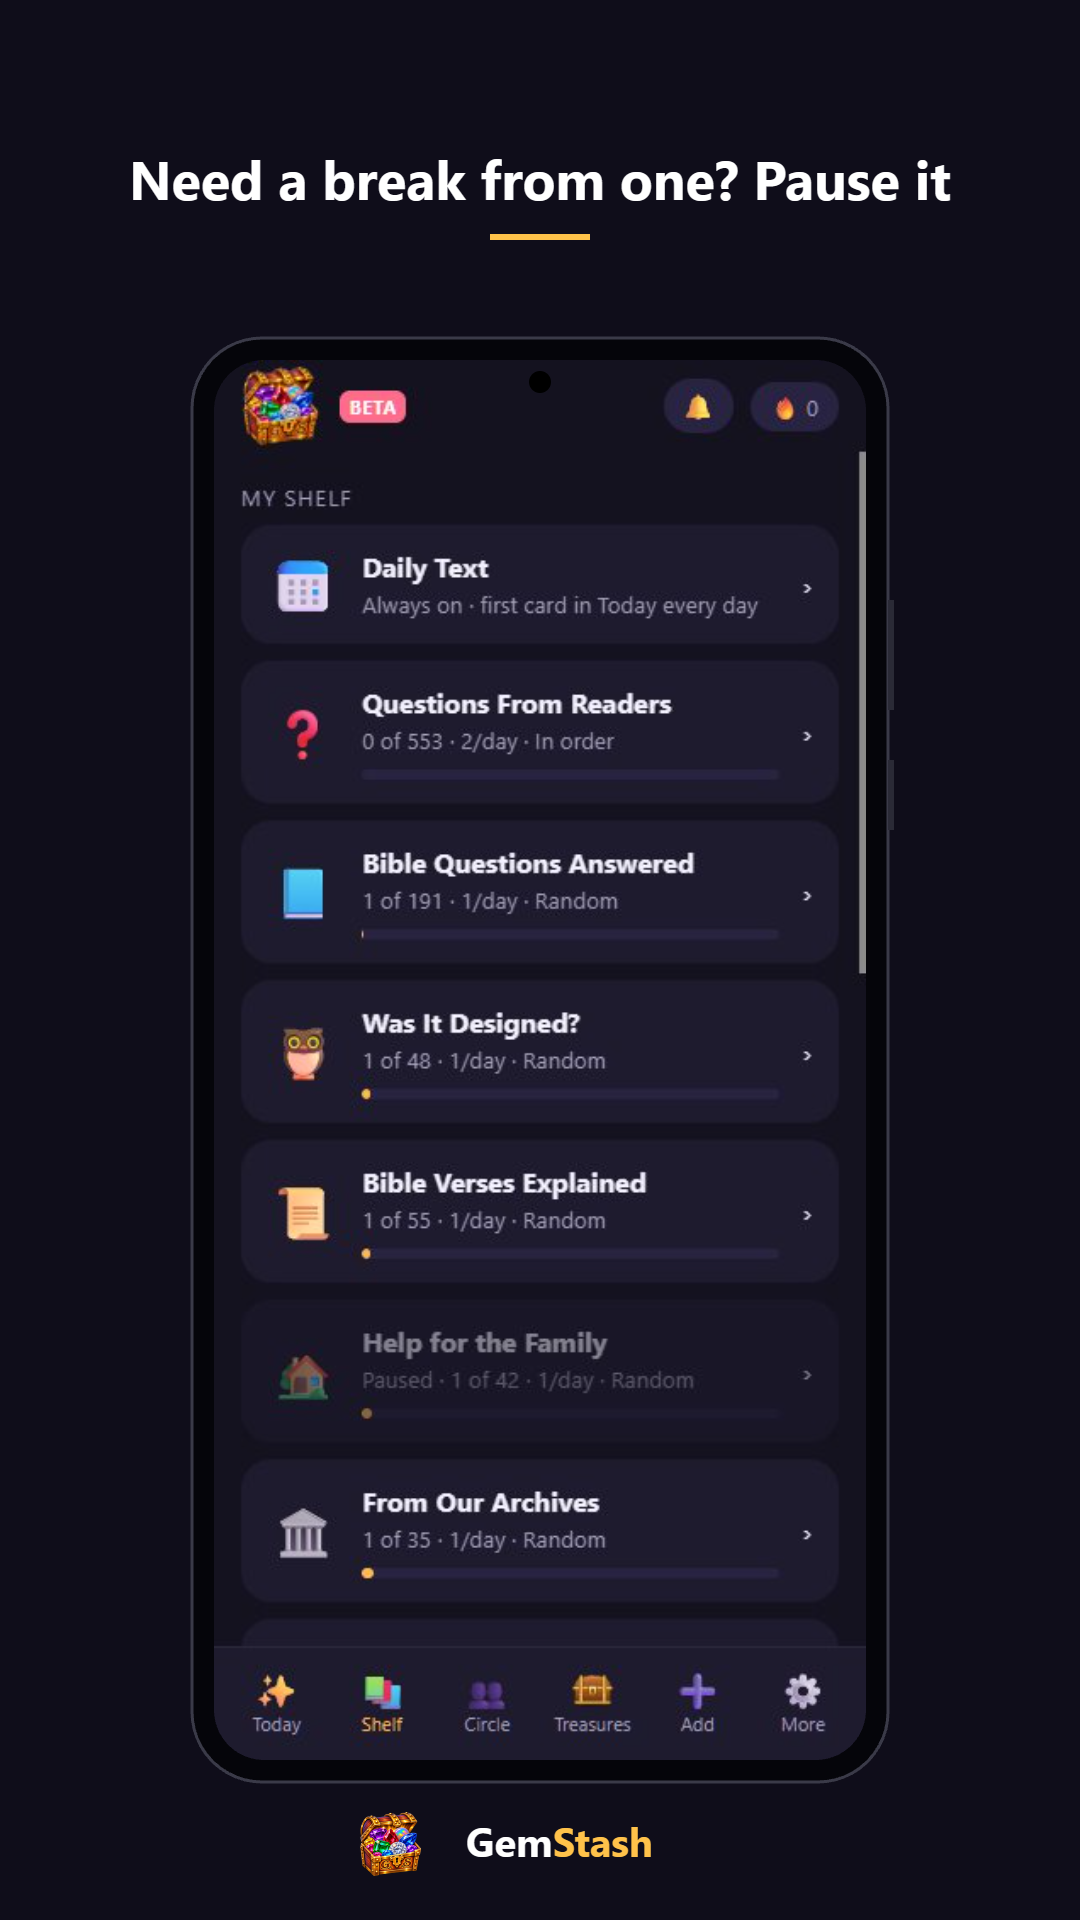 Need a break from one? Pause it
BETA
0
MY SHELF
Daily Text
Always on · first card in Today every day
›
Questions From Readers
0 of 553 · 2/day · In order
›
Bible Questions Answered
1 of 191 · 1/day · Random
›
Was It Designed?
1 of 48 · 1/day · Random
›
Bible Verses Explained
1 of 55 · 1/day · Random
›
Help for the Family
Paused · 1 of 42 · 1/day · Random
›
From Our Archives
1 of 35 · 1/day · Random
›
Today Shelf Circle Treasures Add More
GemStash